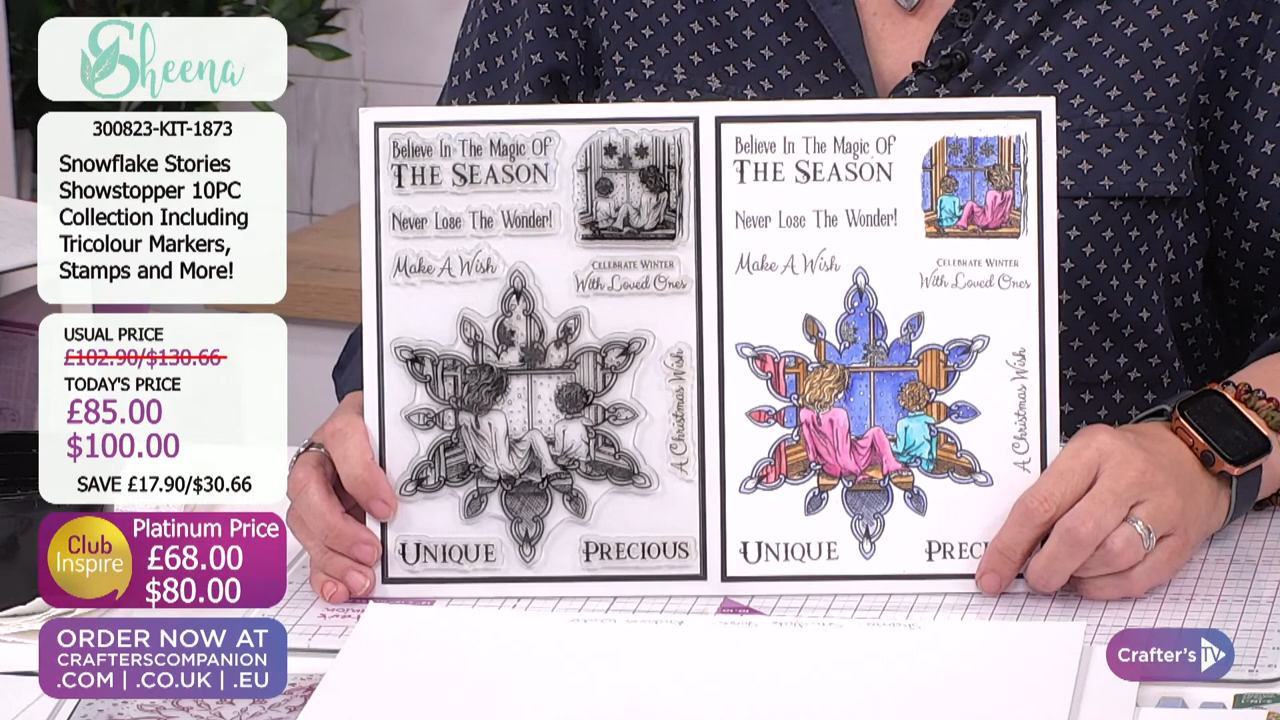 Sheena
300823-KIT-1873
Snowflake Stories
Showstopper 10PC
Collection Including
Tricolour Markers,
Stamps and More!
USUAL PRICE
£102.90/$130.66
TODAY'S PRICE
£85.00
$100.00
SAVE £17.90/$30.66
Club
Inspire
Platinum Price
£68.00
$80.00
ORDER NOW AT
CRAFTERSCOMPANION
.COM | .CO.UK | .EU
Believe In The Magic Of
THE SEASON
Never Lose The Wonder!
Make A Wish
CELEBRATE WINTER
With Loved Ones
A Christmas Wish
UNIQUE
PRECIOUS
Believe In The Magic Of
THE SEASON
Never Lose The Wonder!
Make A Wish
CELEBRATE WINTER
With Loved Ones
A Christmas Wish
UNIQUE
PREC
Crafter's TV